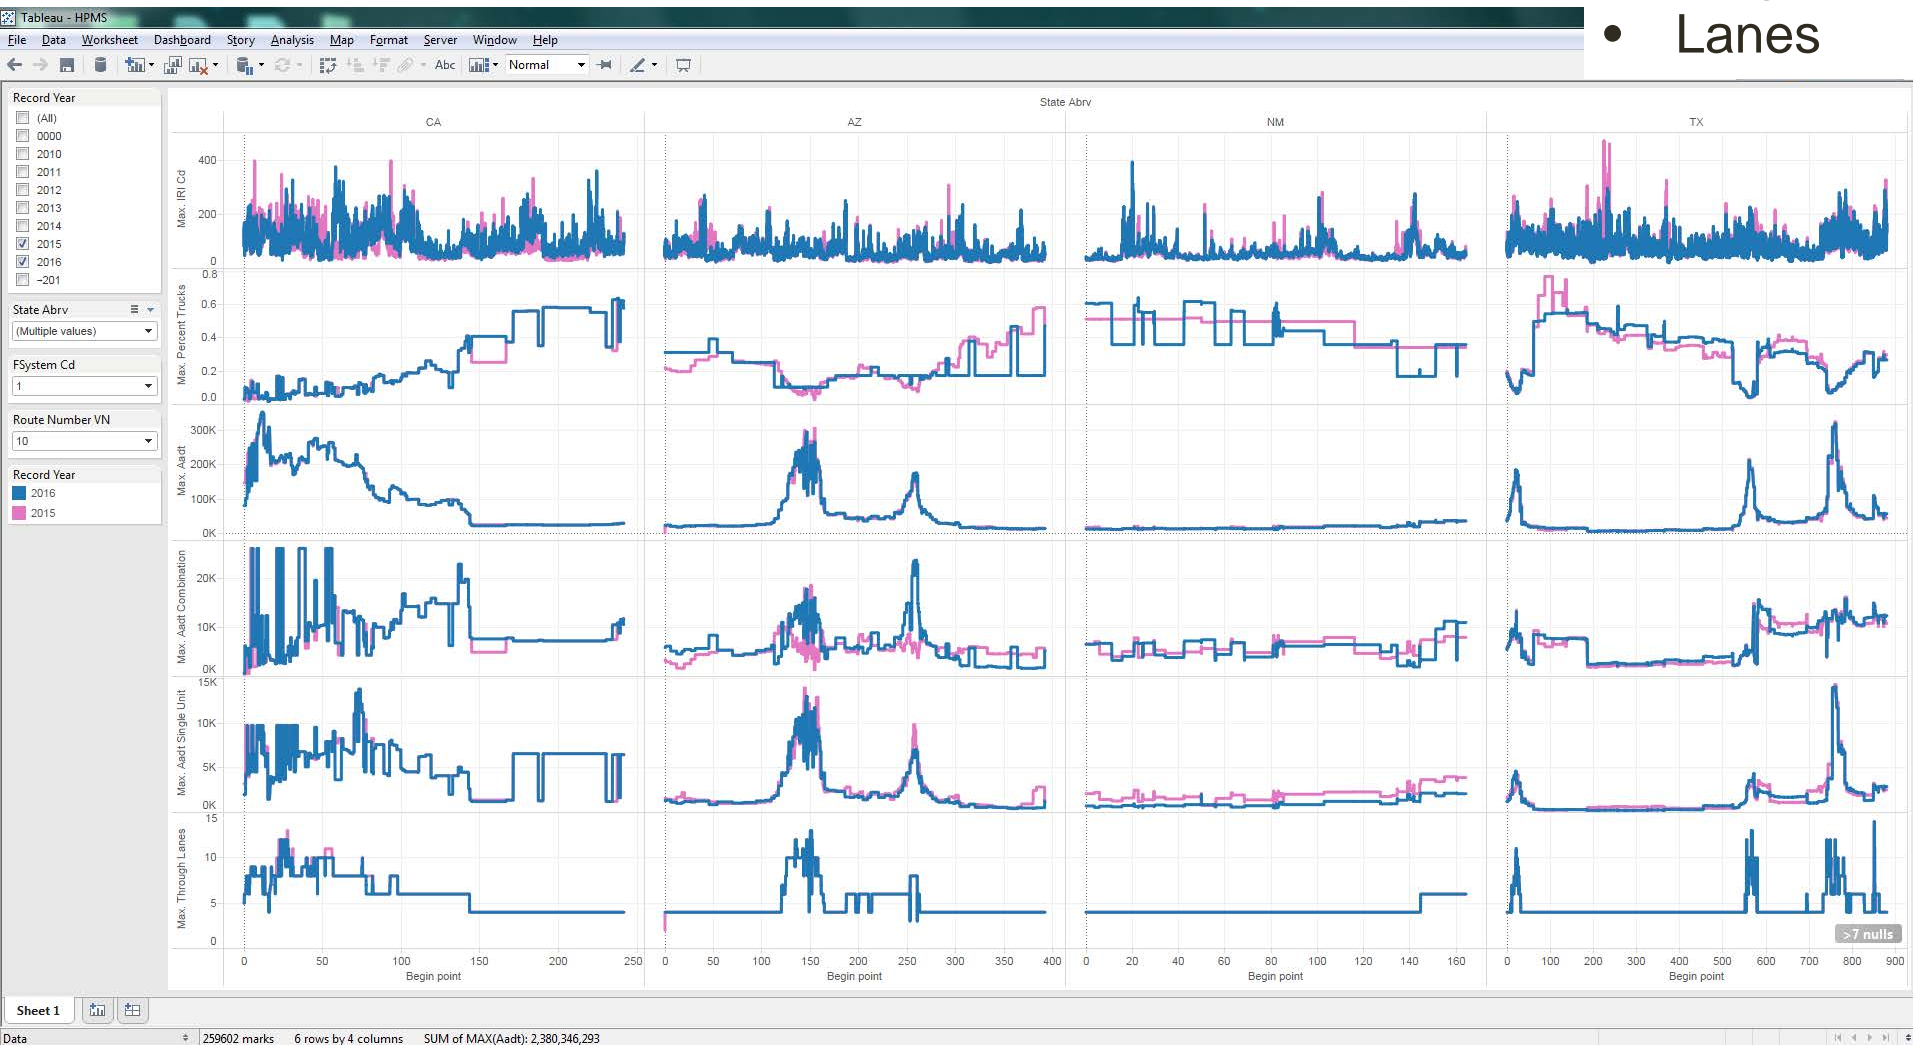 Tableau - HPMS
• Lanes
File Data Worksheet Dashboard Story Analysis Map Format Server Window Help
Abc Normal
Record Year
(All)
0000
2010
2011
2012
2013
2014
2015
2016
-201
State Abrv
(Multiple values)
FSystem Cd
1
Route Number VN
10
Record Year
2016
2015
State Abrv
CA AZ NM TX
Max. IRI Cd
400
200
0
Max. Percent Trucks
0.8
0.6
0.4
0.2
0.0
Max. Aadt
300K
200K
100K
0K
Max. Aadt Combination
20K
10K
0K
Max. Aadt Single Unit
15K
10K
5K
0K
Max. Through Lanes
15
10
5
0
>7 nulls
0 50 100 150 200 250 0 50 100 150 200 250 300 350 400 0 20 40 60 80 100 120 140 160 0 100 200 300 400 500 600 700 800 900
Begin point Begin point Begin point Begin point
Sheet 1
Data 259602 marks 6 rows by 4 columns SUM of MAX(Aadt): 2,380,346,293